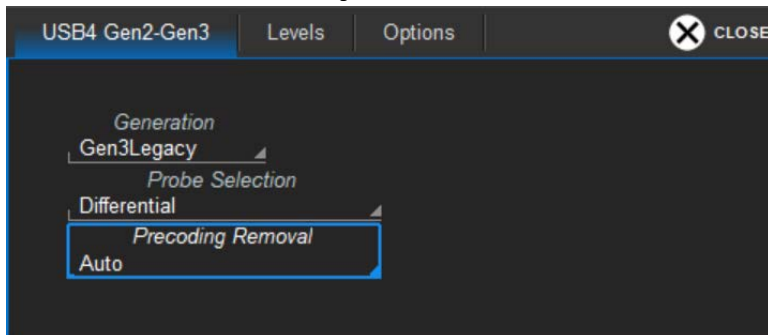 USB4 Gen2-Gen3 Levels Options CLOSE
Generation
Gen3Legacy
Probe Selection
Differential
Precoding Removal
Auto